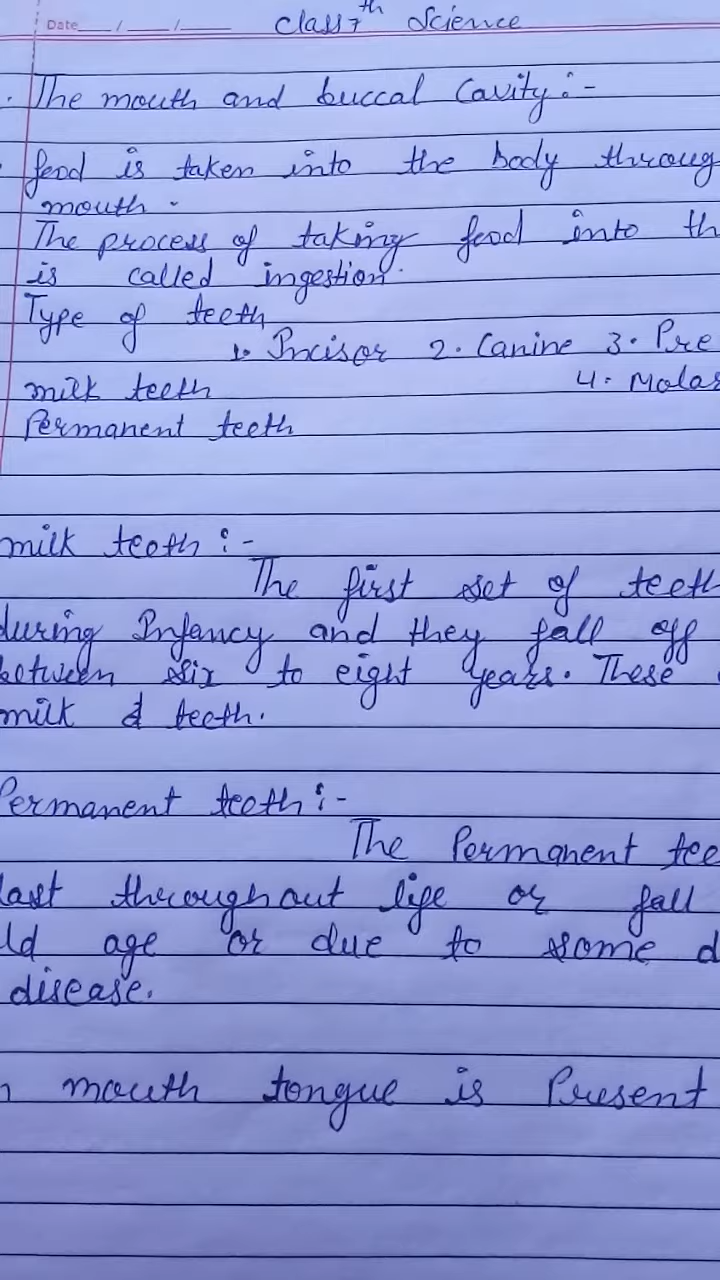 Date___/___/___
Class 7th Science
. The mouth and buccal Cavity :-
food is taken into the body throug
mouth.
The process of taking food into th
is called ingestion.
Type of teeth
1. Incisor 2. Canine 3. Pre
milk teeth 4. Molar
Permanent teeth
milk teeth :-
The first set of teeth
during Infancy and they fall off
between six to eight years. These
milk teeth.
Permanent teeth :-
The Permanent tee
last throughout life or fall
ld age or due to some d
disease.
n mouth tongue is Present